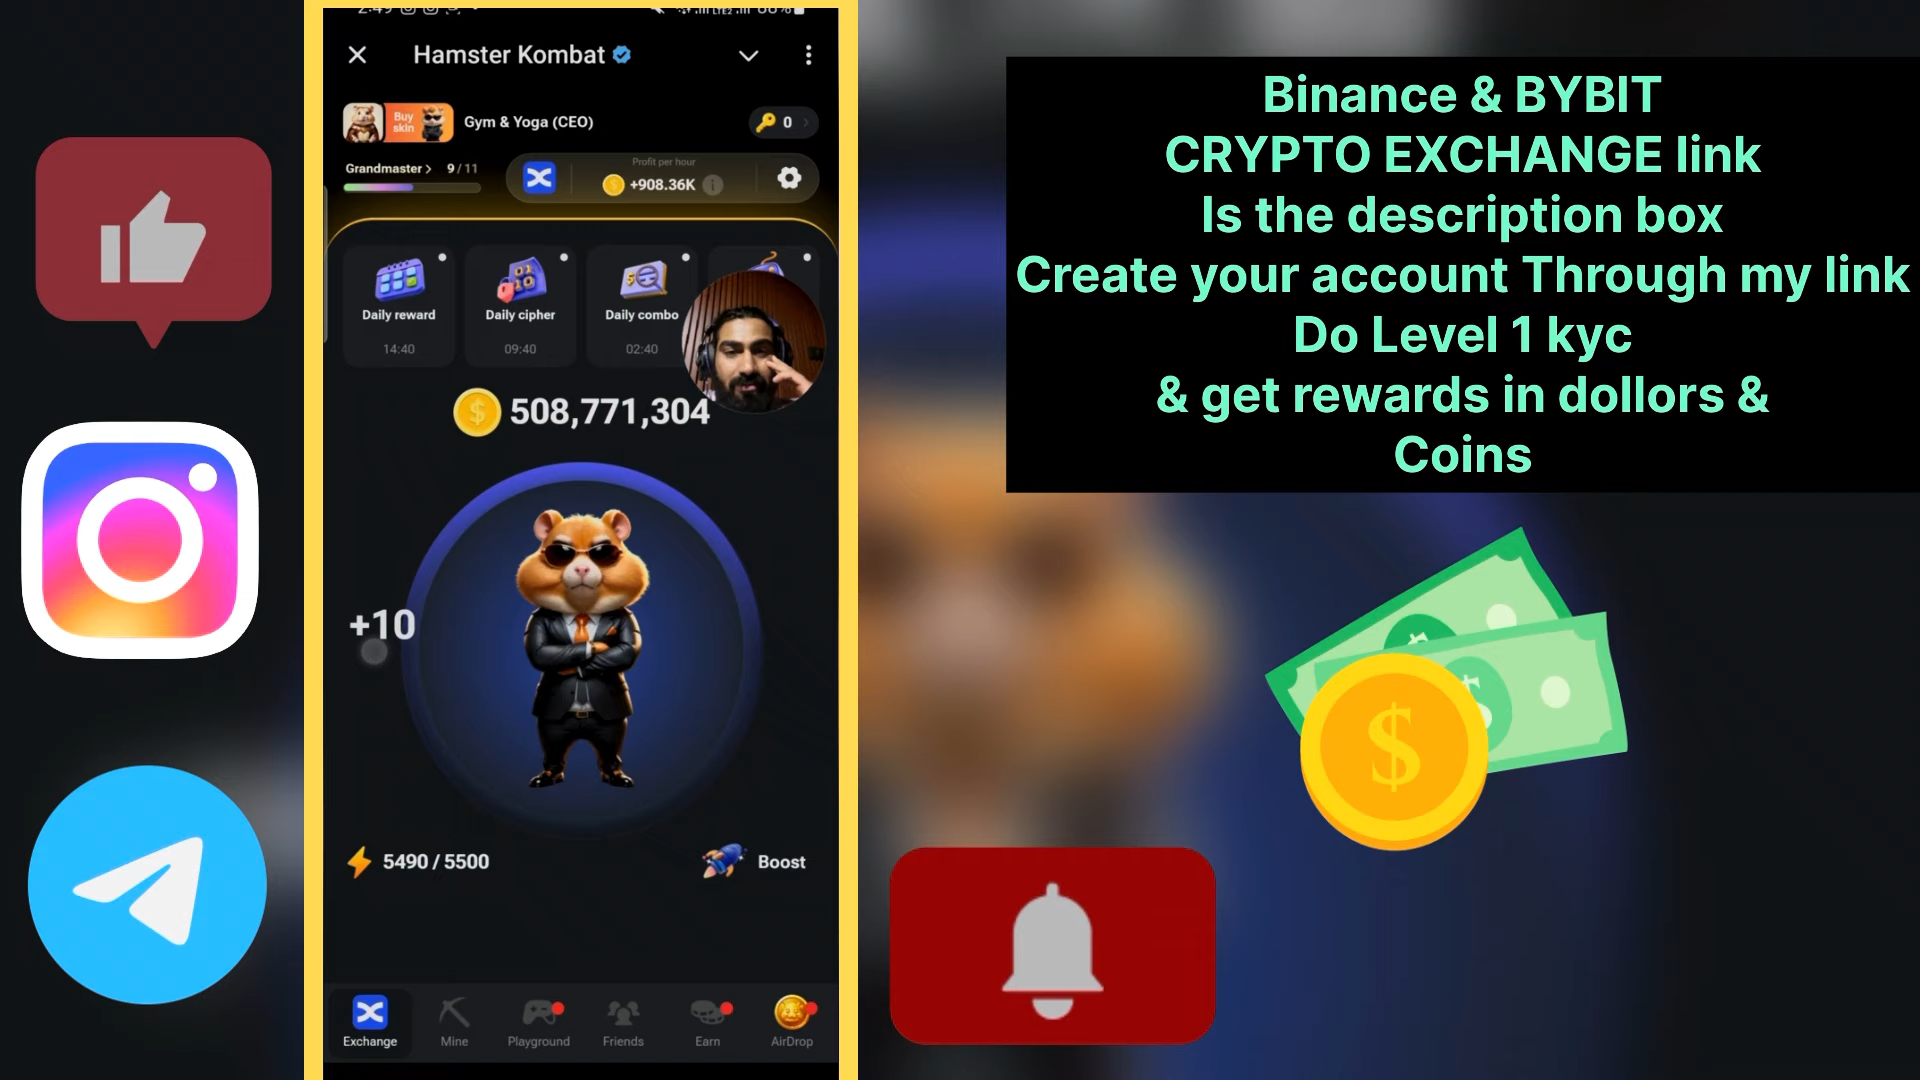 Hamster Kombat
Buy
skin
Gym & Yoga (CEO)
0
Grandmaster >
9 / 11
Profit per hour
+908.36K
Daily reward
14:40
Daily cipher
09:40
Daily combo
02:40
508,771,304
+10
5490 / 5500
Boost
Exchange
Mine
Playground
Friends
Earn
AirDrop
Binance & BYBIT
CRYPTO EXCHANGE link
Is the description box
Create your account Through my link
Do Level 1 kyc
& get rewards in dollors &
Coins